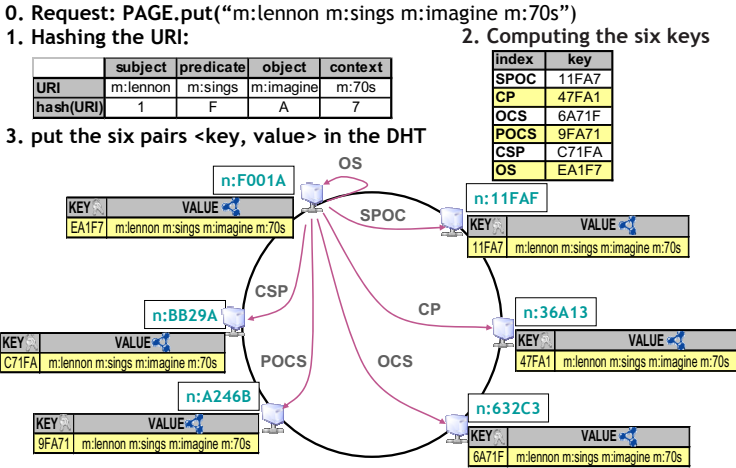 0. Request: PAGE.put(“m:lennon m:sings m:imagine m:70s”)
1. Hashing the URI:
subject predicate object context
URI m:lennon m:sings m:imagine m:70s
hash(URI) 1 F A 7
2. Computing the six keys
index key
SPOC 11FA7
CP 47FA1
OCS 6A71F
POCS 9FA71
CSP C71FA
OS EA1F7
3. put the six pairs <key, value> in the DHT
OS
n:F001A
KEY VALUE
EA1F7 m:lennon m:sings m:imagine m:70s
SPOC
n:11FAF
KEY VALUE
11FA7 m:lennon m:sings m:imagine m:70s
CSP
n:BB29A
KEY VALUE
C71FA m:lennon m:sings m:imagine m:70s
CP
n:36A13
KEY VALUE
47FA1 m:lennon m:sings m:imagine m:70s
POCS
n:A246B
KEY VALUE
9FA71 m:lennon m:sings m:imagine m:70s
OCS
n:632C3
KEY VALUE
6A71F m:lennon m:sings m:imagine m:70s